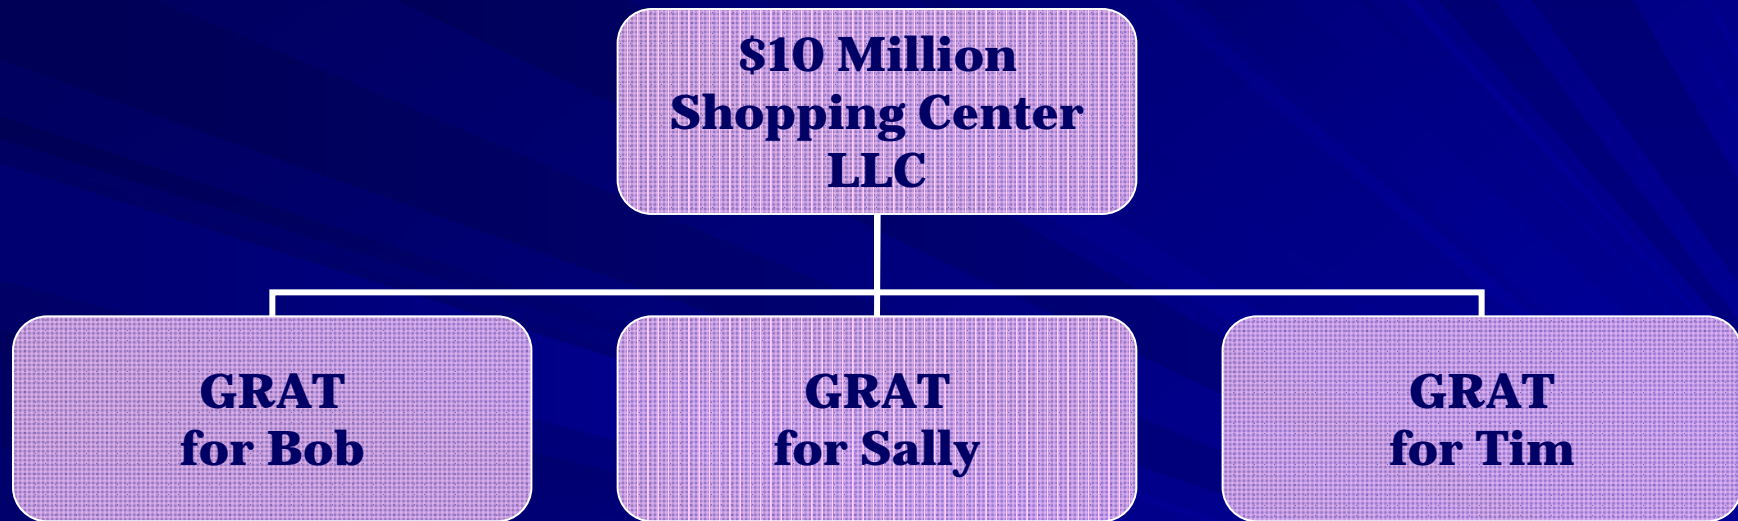 $10 Million
Shopping Center
LLC
GRAT
for Bob
GRAT
for Sally
GRAT
for Tim